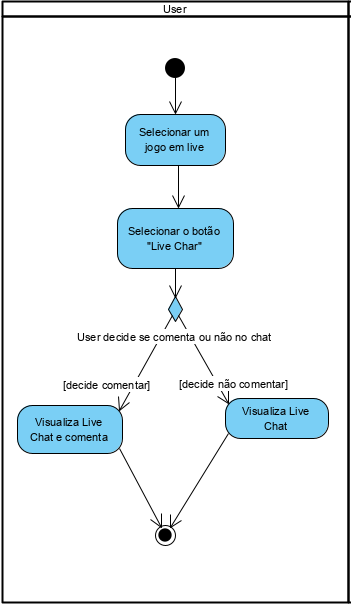 User
Selecionar um
jogo em live
Selecionar o botão
"Live Char"
User decide se comenta ou não no chat
[decide comentar]
[decide não comentar]
Visualiza Live
Chat e comenta
Visualiza Live
Chat